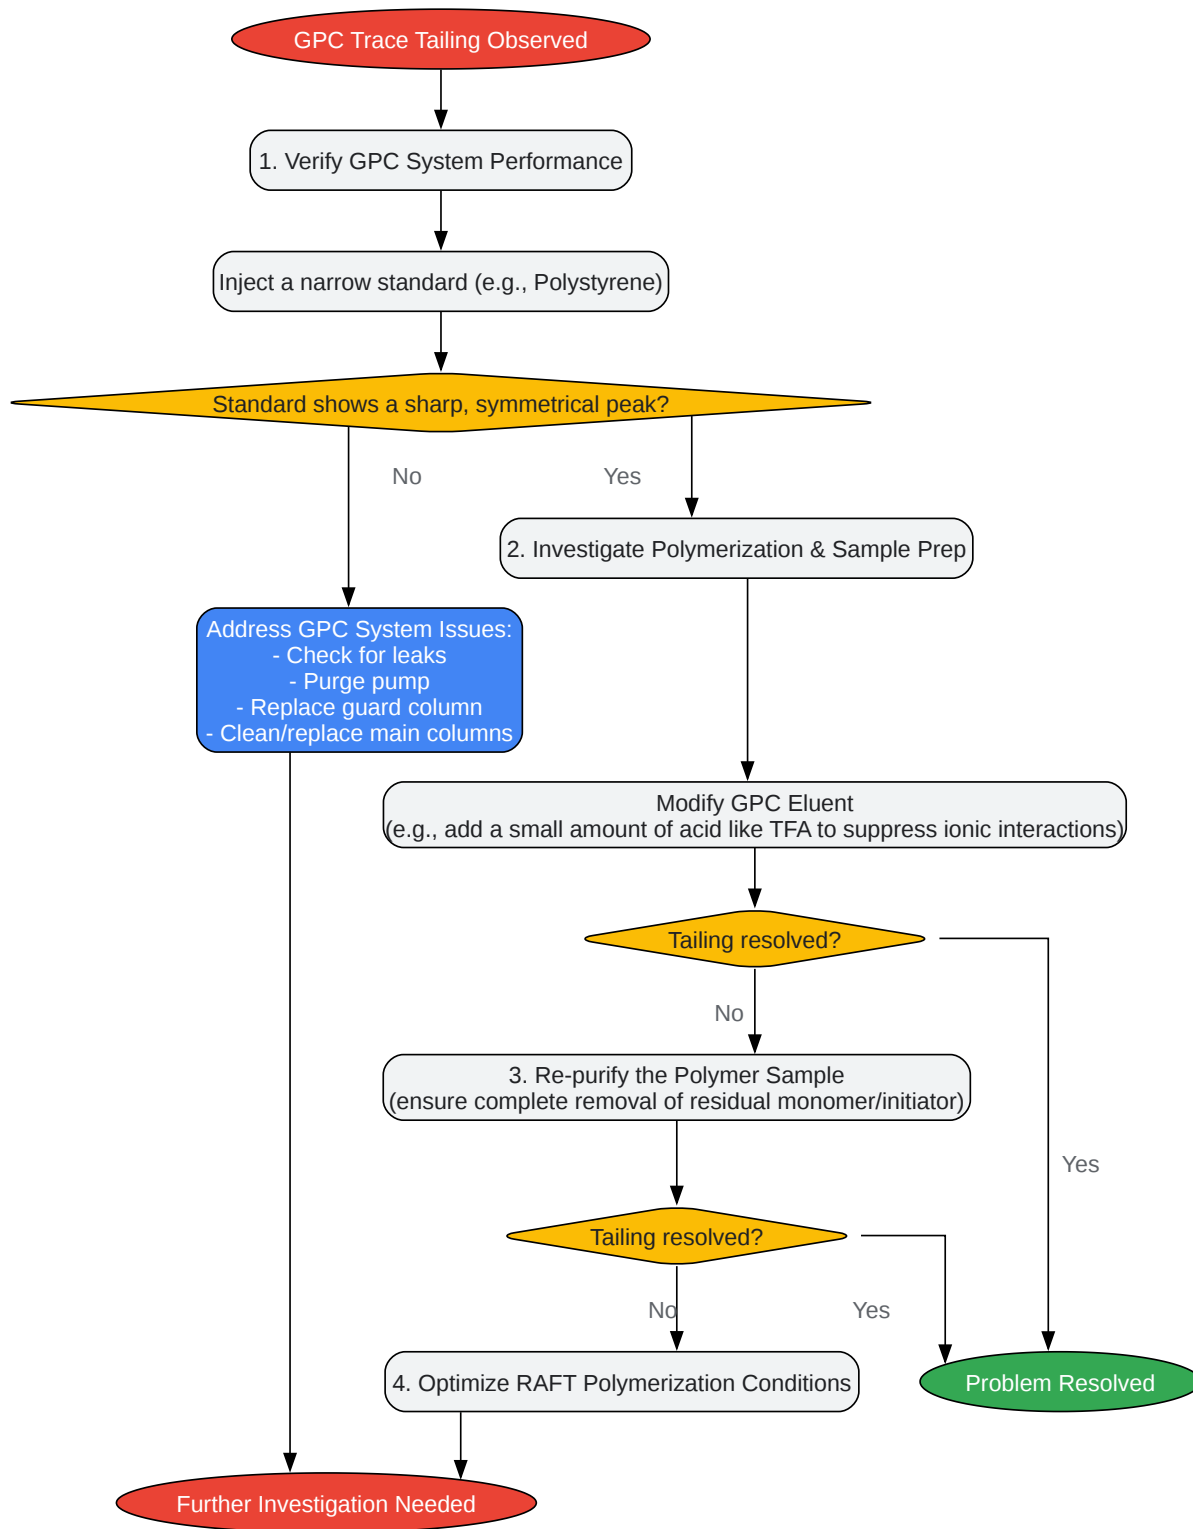 GPC Trace Tailing Observed
1. Verify GPC System Performance
Inject a narrow standard (e.g., Polystyrene)
Standard shows a sharp, symmetrical peak?
No
Yes
2. Investigate Polymerization & Sample Prep
Address GPC System Issues:
- Check for leaks
- Purge pump
- Replace guard column
- Clean/replace main columns
Modify GPC Eluent
(e.g., add a small amount of acid like TFA to suppress ionic interactions)
Tailing resolved?
No
3. Re-purify the Polymer Sample
(ensure complete removal of residual monomer/initiator)
Yes
Tailing resolved?
No
Yes
4. Optimize RAFT Polymerization Conditions
Problem Resolved
Further Investigation Needed